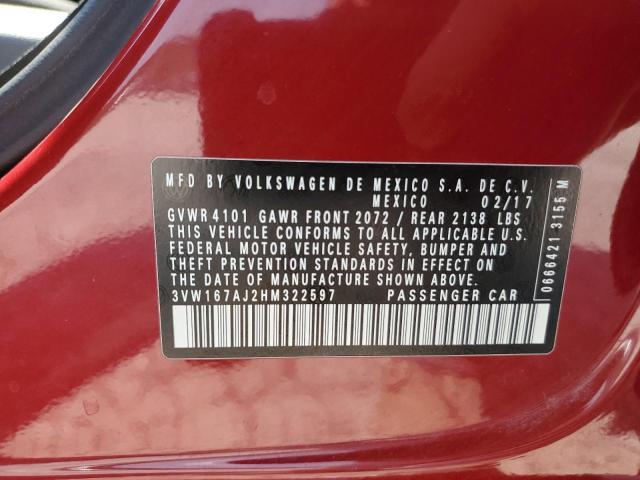 MFD BY VOLKSWAGEN DE MEXICO S.A. DE C.V.
MEXICO 02/17
GVWR 4101 GAWR FRONT 2072 / REAR 2138 LBS
THIS VEHICLE CONFORMS TO ALL APPLICABLE U.S.
FEDERAL MOTOR VEHICLE SAFETY, BUMPER AND
THEFT PREVENTION STANDARDS IN EFFECT ON
THE DATE OF MANUFACTURE SHOWN ABOVE.
3VW167AJ2HM322597 PASSENGER CAR
0666421 3155 M